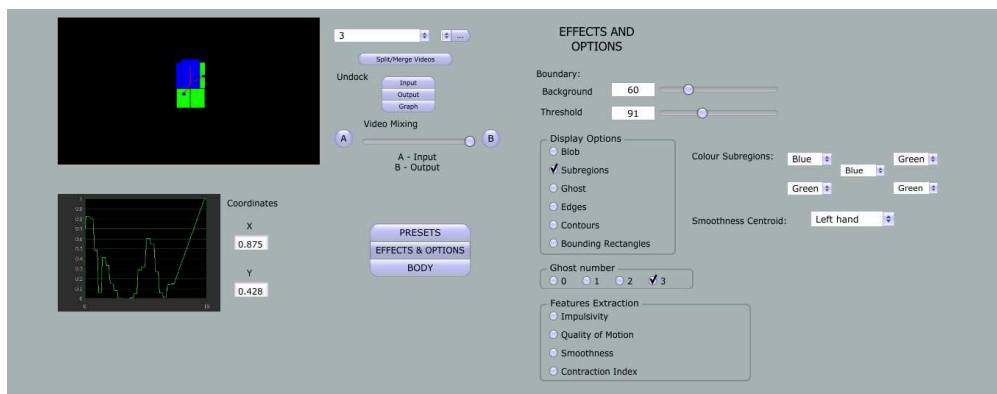 3
...
Split/Merge Videos
Undock
Input
Output
Graph
Video Mixing
A
B
A - Input
B - Output
Coordinates
X
0.875
Y
0.428
PRESETS
EFFECTS & OPTIONS
BODY
EFFECTS AND
OPTIONS
Boundary:
Background 60
Threshold 91
Display Options
Blob
Subregions
Ghost
Edges
Contours
Bounding Rectangles
Colour Subregions:
Blue Green
Blue
Green Green
Smoothness Centroid: Left hand
Ghost number
0 1 2 3
Features Extraction
Impulsivity
Quality of Motion
Smoothness
Contraction Index